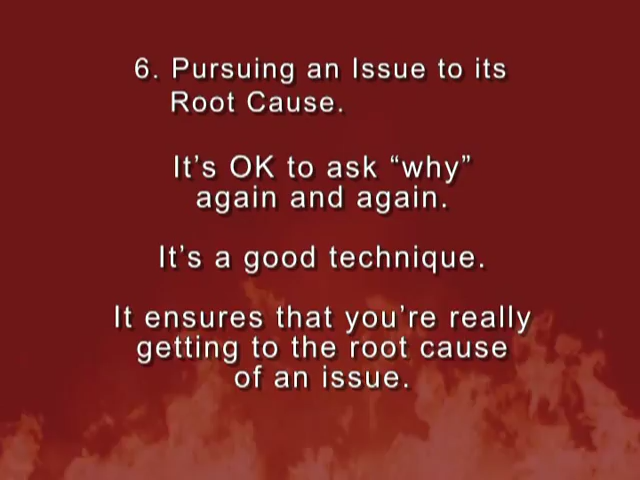 6. Pursuing an Issue to its
Root Cause.
It’s OK to ask “why”
again and again.
It’s a good technique.
It ensures that you’re really
getting to the root cause
of an issue.